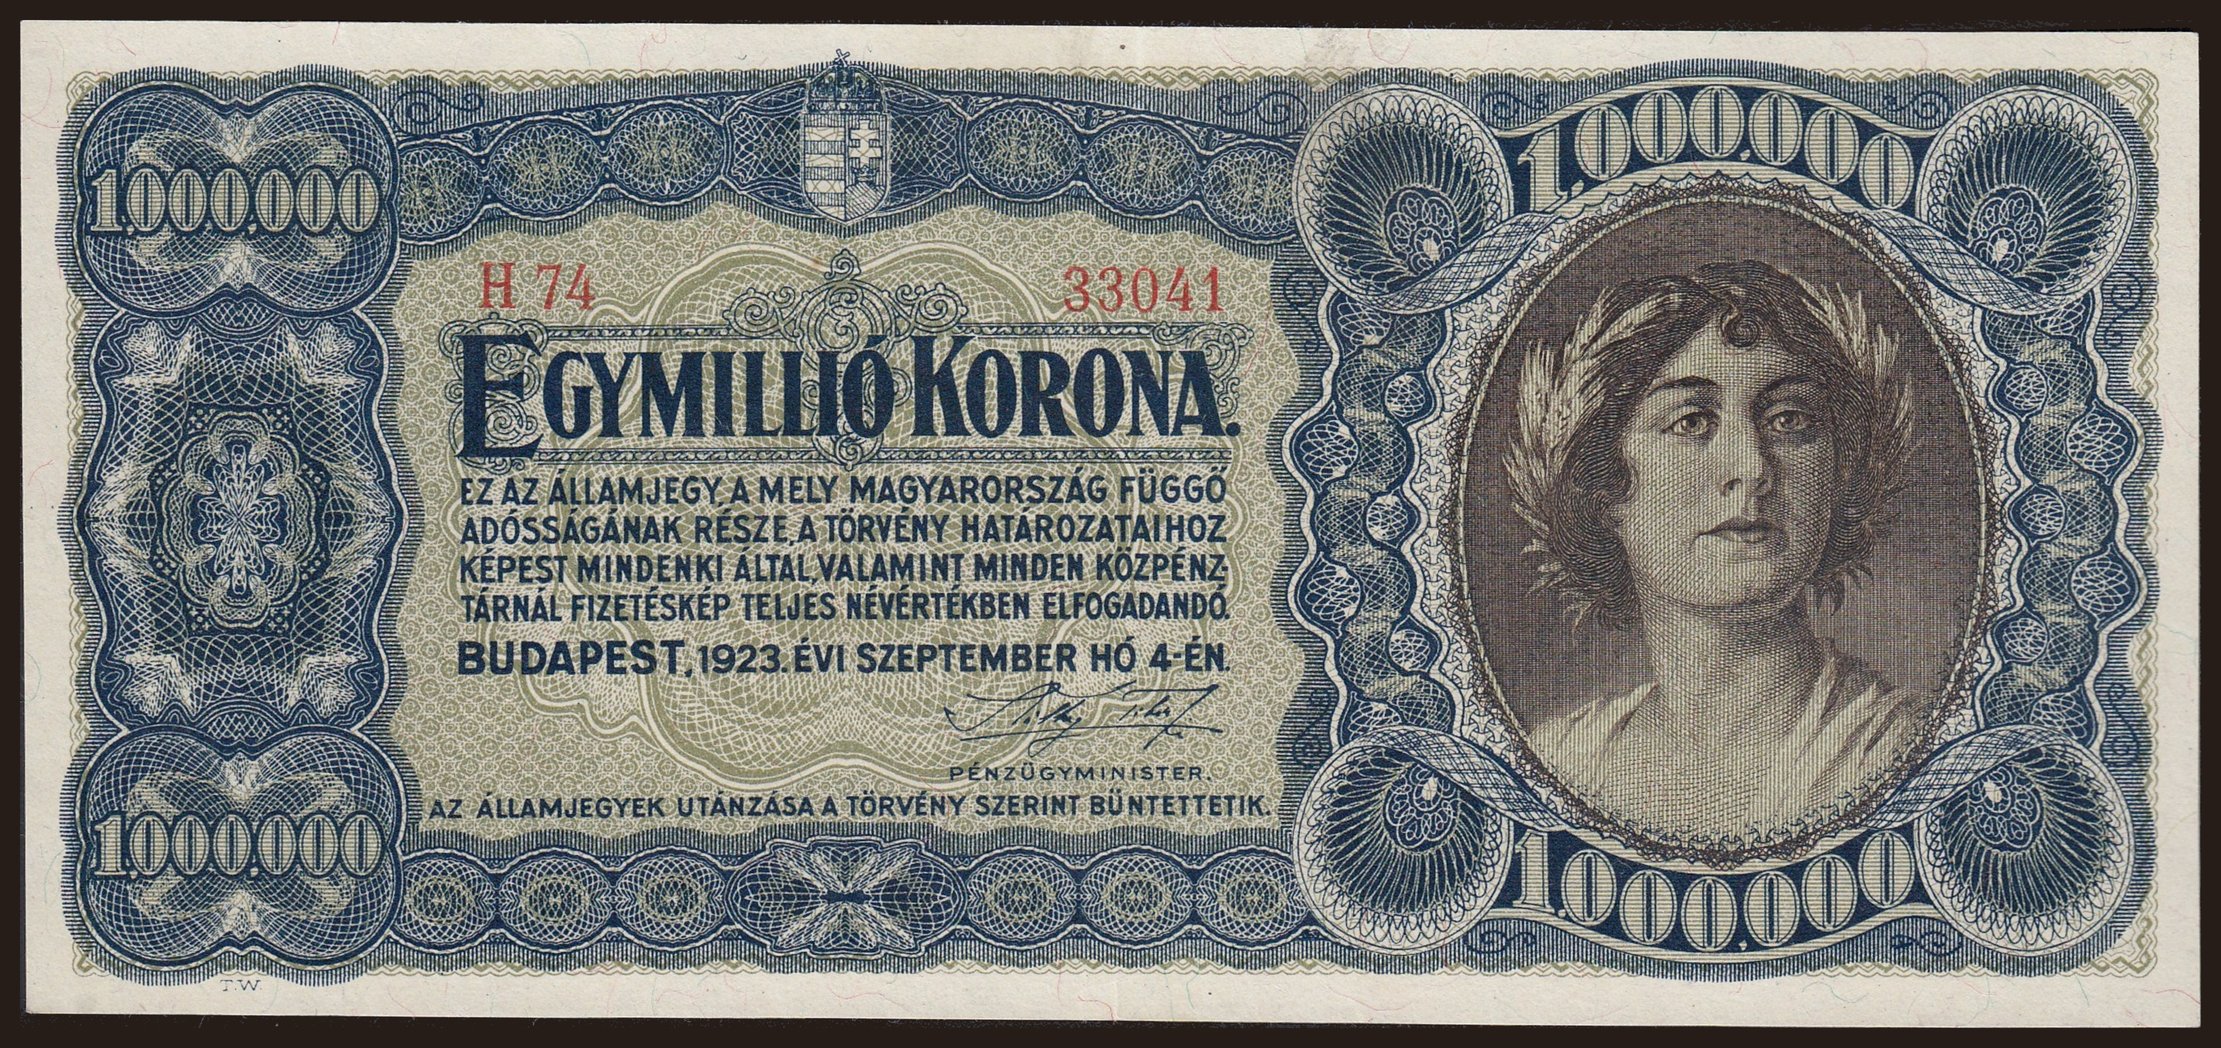 1,000,000
1,000,000
H 74 33041
EGYMILLIÓ KORONA.
EZ AZ ÁLLAMJEGY, A MELY MAGYARORSZÁG FÜGGŐ
ADÓSSÁGÁNAK RÉSZE, A TÖRVÉNY HATÁROZATAIHOZ
KÉPEST MINDENKI ÁLTAL, VALAMINT MINDEN KÖZPÉNZ-
TÁRNÁL FIZETÉSKÉP TELJES NÉVÉRTÉKBEN ELFOGADANDÓ.
BUDAPEST, 1923. ÉVI SZEPTEMBER HÓ 4-ÉN.
PÉNZÜGYMINISTER.
AZ ÁLLAMJEGYEK UTÁNZÁSA A TÖRVÉNY SZERINT BÜNTETTETIK.
1,000,000
1,000,000
T.W.